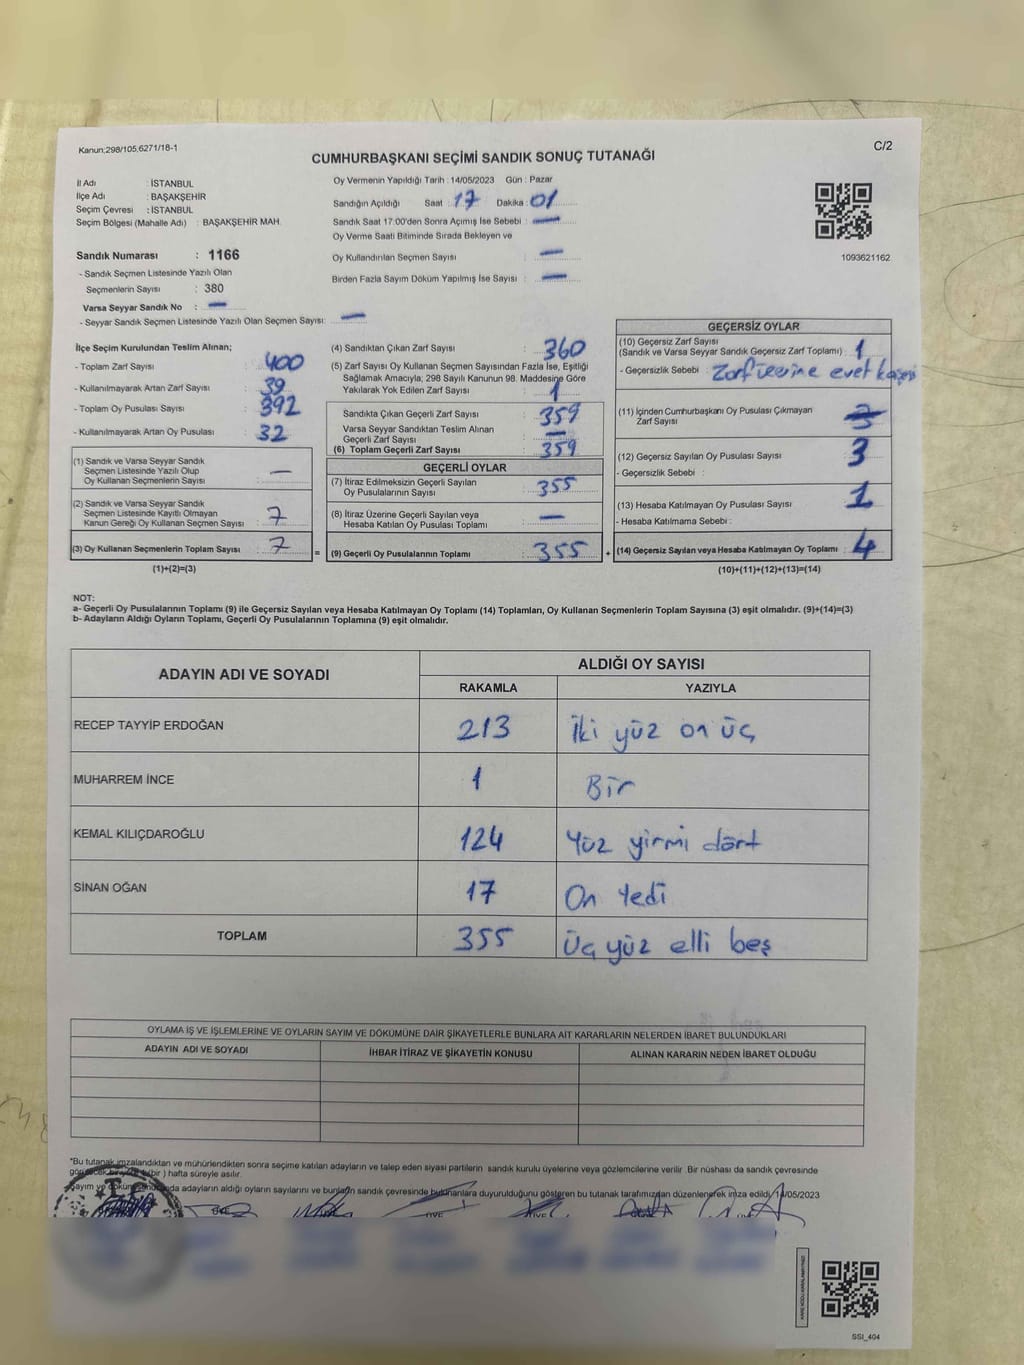 Kanun;298/105,6271/18-1
C/2
CUMHURBAŞKANI SEÇİMİ SANDIK SONUÇ TUTANAĞI
İl Adı : İSTANBUL
İlçe Adı : BAŞAKŞEHİR
Seçim Çevresi : İSTANBUL
Seçim Bölgesi (Mahalle Adı) : BAŞAKŞEHİR MAH.
Sandık Numarası : 1166
- Sandık Seçmen Listesinde Yazılı Olan
Seçmenlerin Sayısı : 380
Varsa Seyyar Sandık No : —
- Seyyar Sandık Seçmen Listesinde Yazılı Olan Seçmen Sayısı: —
Oy Vermenin Yapıldığı Tarih : 14/05/2023 Gün : Pazar
Sandığın Açıldığı Saat : 17 Dakika : 01
Sandık Saat 17:00'den Sonra Açımış İse Sebebi : —
Oy Verme Saati Bitiminde Sırada Bekleyen ve
Oy Kullandırılan Seçmen Sayısı : —
Birden Fazla Sayım Döküm Yapılmış İse Sayısı : —
1093621162
İlçe Seçim Kurulundan Teslim Alınan;
- Toplam Zarf Sayısı : 400
- Kullanılmayarak Artan Zarf Sayısı : 39
- Toplam Oy Pusulası Sayısı : 392
- Kullanılmayarak Artan Oy Pusulası : 32
(1) Sandık ve Varsa Seyyar Sandık
Seçmen Listesinde Yazılı Olup
Oy Kullanan Seçmenlerin Sayısı : —
(2) Sandık ve Varsa Seyyar Sandık
Seçmen Listesinde Kayıtlı Olmayan
Kanun Gereği Oy Kullanan Seçmen Sayısı : 7
(3) Oy Kullanan Seçmenlerin Toplam Sayısı : 7 =
(1)+(2)=(3)
(4) Sandıktan Çıkan Zarf Sayısı : 360
(5) Zarf Sayısı Oy Kullanan Seçmen Sayısından Fazla İse, Eşitliği
Sağlamak Amacıyla; 298 Sayılı Kanunun 98. Maddesine Göre
Yakılarak Yok Edilen Zarf Sayısı : 1
Sandıkta Çıkan Geçerli Zarf Sayısı : 359
Varsa Seyyar Sandıktan Teslim Alınan
Geçerli Zarf Sayısı : —
(6) Toplam Geçerli Zarf Sayısı : 359
GEÇERLİ OYLAR
(7) İtiraz Edilmeksizin Geçerli Sayılan
Oy Pusulalarının Sayısı : 355
(8) İtiraz Üzerine Geçerli Sayılan veya
Hesaba Katılan Oy Pusulası Toplamı : —
(9) Geçerli Oy Pusulalarının Toplamı : 355 +
GEÇERSİZ OYLAR
(10) Geçersiz Zarf Sayısı
(Sandık ve Varsa Seyyar Sandık Geçersiz Zarf Toplamı) : 1
- Geçersizlik Sebebi : Zarf üzerine evet kaşesi
(11) İçinden Cumhurbaşkanı Oy Pusulası Çıkmayan
Zarf Sayısı :
(12) Geçersiz Sayılan Oy Pusulası Sayısı : 3
- Geçersizlik Sebebi :
(13) Hesaba Katılmayan Oy Pusulası Sayısı : 1
- Hesaba Katılmama Sebebi :
(14) Geçersiz Sayılan veya Hesaba Katılmayan Oy Toplamı : 4
(10)+(11)+(12)+(13)=(14)
NOT:
a- Geçerli Oy Pusulalarının Toplamı (9) ile Geçersiz Sayılan veya Hesaba Katılmayan Oy Toplamı (14) Toplamları, Oy Kullanan Seçmenlerin Toplam Sayısına (3) eşit olmalıdır. (9)+(14)=(3)
b- Adayların Aldığı Oyların Toplamı, Geçerli Oy Pusulalarının Toplamına (9) eşit olmalıdır.
ADAYIN ADI VE SOYADI ALDIĞI OY SAYISI
RAKAMLA YAZIYLA
RECEP TAYYİP ERDOĞAN 213 İki yüz on üç
MUHARREM İNCE 1 Bir
KEMAL KILIÇDAROĞLU 124 Yüz yirmi dört
SİNAN OĞAN 17 On Yedi
TOPLAM 355 Üç yüz elli beş
OYLAMA İŞ VE İŞLEMLERİNE VE OYLARIN SAYIM VE DÖKÜMÜNE DAİR ŞİKAYETLERLE BUNLARA AİT KARARLARIN NELERDEN İBARET BULUNDUKLARI
ADAYIN ADI VE SOYADI İHBAR İTİRAZ VE ŞİKAYETİN KONUSU ALINAN KARARIN NEDEN İBARET OLDUĞU
"Bu tutanak imzalandıktan ve mühürlendikten sonra seçime katılan adayların ve talep eden siyasi partilerin sandık kurulu üyelerine veya gözlemcilerine verilir. Bir nüshası da sandık çevresinde
(bir) hafta süreyle asılır.
adayların aldığı oyların sayılarını ve bunların sandık çevresinde bulunanlara duyurulduğunu gösteren bu tutanak tarafımızdan düzenlenerek imza edildi. 14/05/2023
SSİ_404